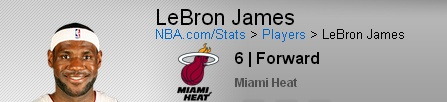 LeBron James
NBA.com/Stats > Players > LeBron James
6 | Forward
Miami Heat
MIAMI
HEAT